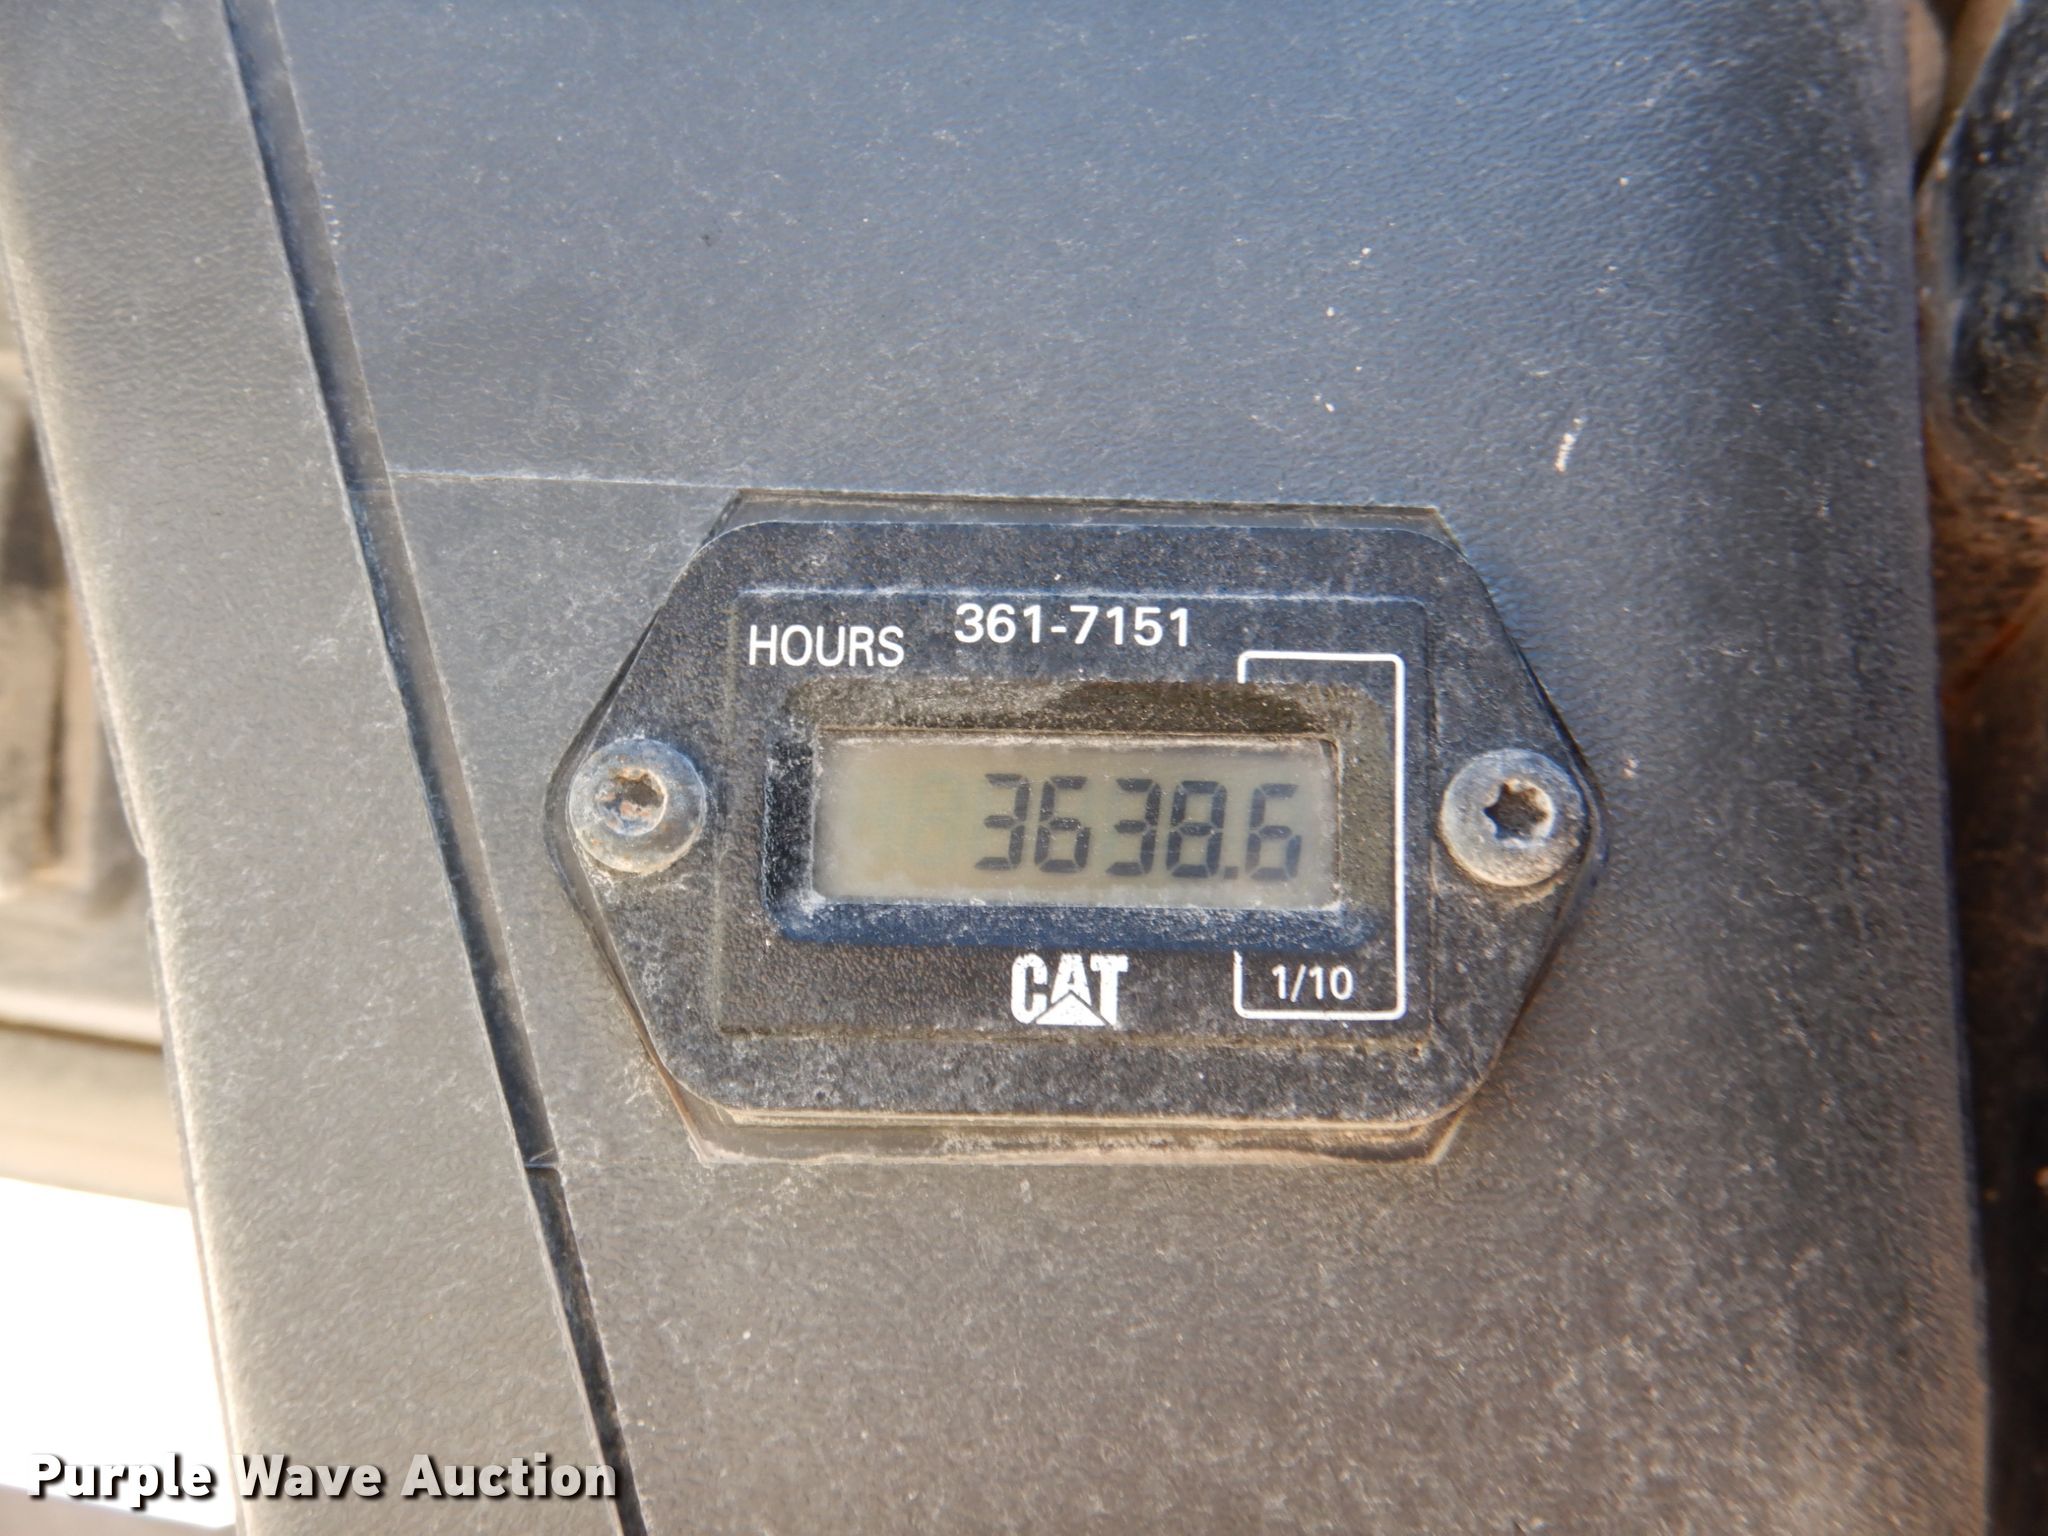 HOURS 361-7151
3638.6
CAT
1/10
Purple Wave Auction